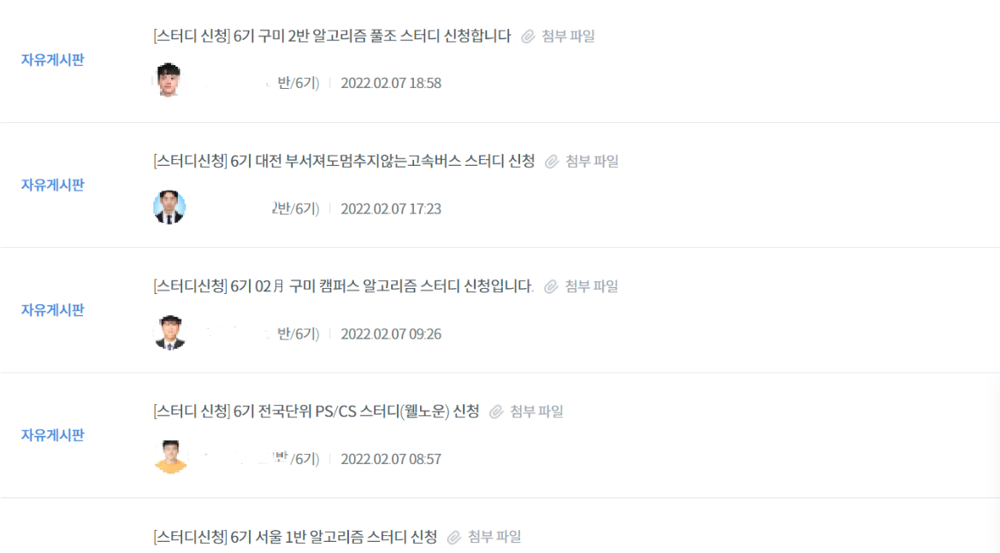 [스터디 신청] 6기 구미 2반 알고리즘 풀조 스터디 신청합니다 첨부 파일
자유게시판
반/6기) 2022.02.07 18:58
[스터디신청] 6기 대전 부서져도멈추지않는고속버스 스터디 신청 첨부 파일
자유게시판
2반/6기) 2022.02.07 17:23
[스터디신청] 6기 02月 구미 캠퍼스 알고리즘 스터디 신청입니다. 첨부 파일
자유게시판
반/6기) 2022.02.07 09:26
[스터디 신청] 6기 전국단위 PS/CS 스터디(웰노운) 신청 첨부 파일
자유게시판
반/6기) 2022.02.07 08:57
[스터디신청] 6기 서울 1반 알고리즘 스터디 신청 첨부 파일